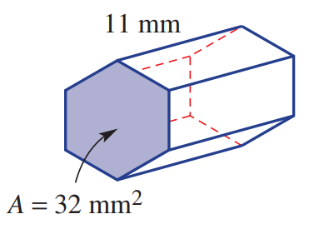 11 mm
A = 32 mm²